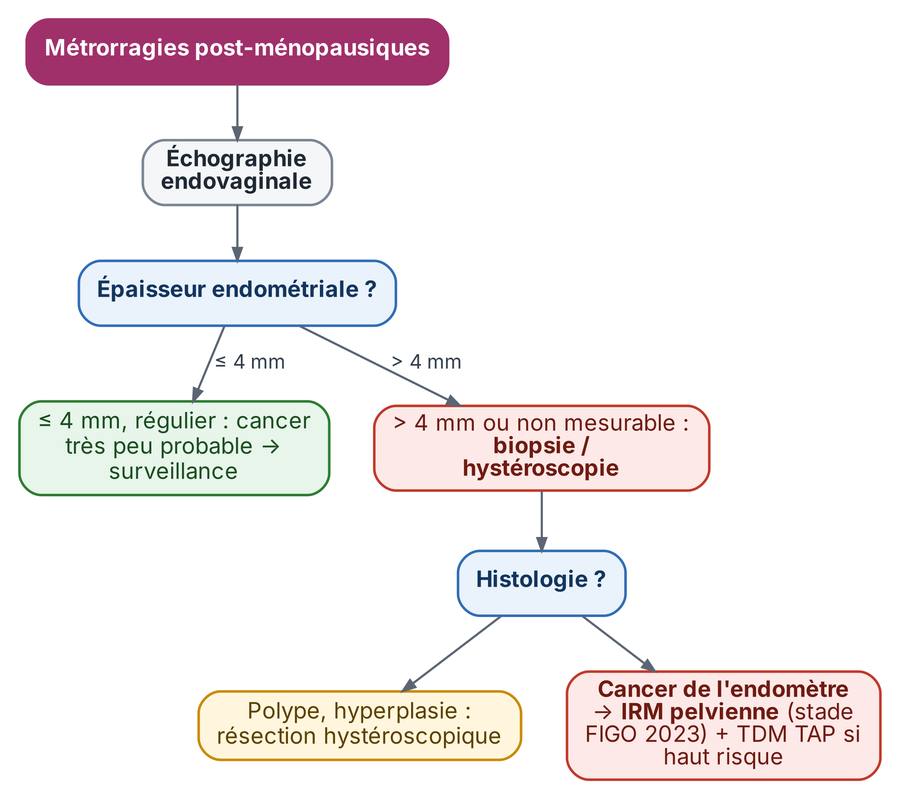 Métrorragies post-ménopausiques
Échographie
endovaginale
Épaisseur endométriale ?
≤ 4 mm
> 4 mm
≤ 4 mm, régulier : cancer
très peu probable →
surveillance
> 4 mm ou non mesurable :
biopsie /
hystéroscopie
Histologie ?
Polype, hyperplasie :
résection hystéroscopique
Cancer de l'endomètre
→ IRM pelvienne (stade
FIGO 2023) + TDM TAP si
haut risque